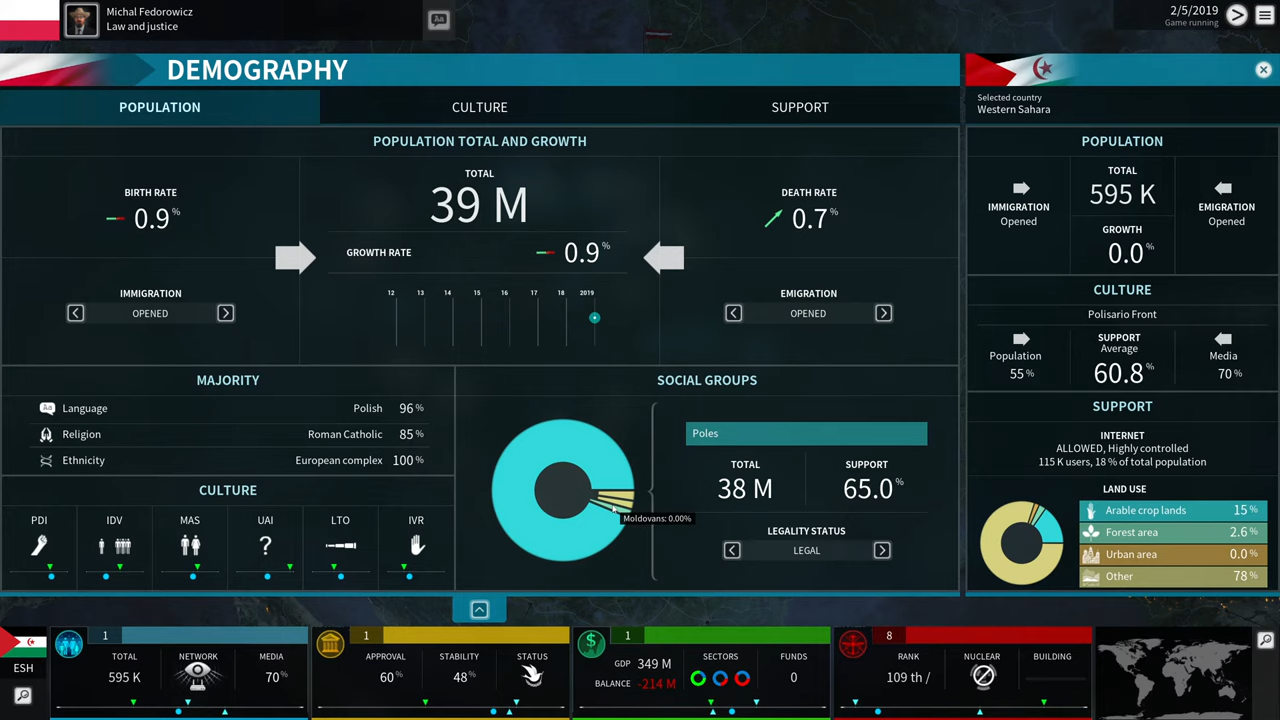 Michal Fedorowicz
Law and justice
Aa
2/5/2019
Game running
DEMOGRAPHY
Selected country
Western Sahara
POPULATION
CULTURE
SUPPORT
POPULATION TOTAL AND GROWTH
BIRTH RATE
0.9 %
TOTAL
39 M
DEATH RATE
0.7 %
GROWTH RATE
0.9 %
12 13 14 15 16 17 18 2019
IMMIGRATION
OPENED
EMIGRATION
OPENED
MAJORITY
Aa Language Polish 96 %
Religion Roman Catholic 85 %
Ethnicity European complex 100 %
CULTURE
PDI IDV MAS UAI LTO IVR
?
SOCIAL GROUPS
Poles
TOTAL
38 M
SUPPORT
65.0 %
Moldovans: 0.00%
LEGALITY STATUS
LEGAL
POPULATION
IMMIGRATION
Opened
TOTAL
595 K
EMIGRATION
Opened
GROWTH
0.0 %
CULTURE
Polisario Front
Population
55 %
SUPPORT
Average
60.8 %
Media
70 %
SUPPORT
INTERNET
ALLOWED, Highly controlled
115 K users, 18 % of total population
LAND USE
Arable crop lands 15 %
Forest area 2.6 %
Urban area 0.0 %
Other 78 %
ESH
1
TOTAL NETWORK MEDIA
595 K 70 %
1
APPROVAL STABILITY STATUS
60 % 48 %
$ 1
GDP 349 M
BALANCE -214 M
SECTORS
FUNDS
0
8
RANK NUCLEAR BUILDING
109 th /